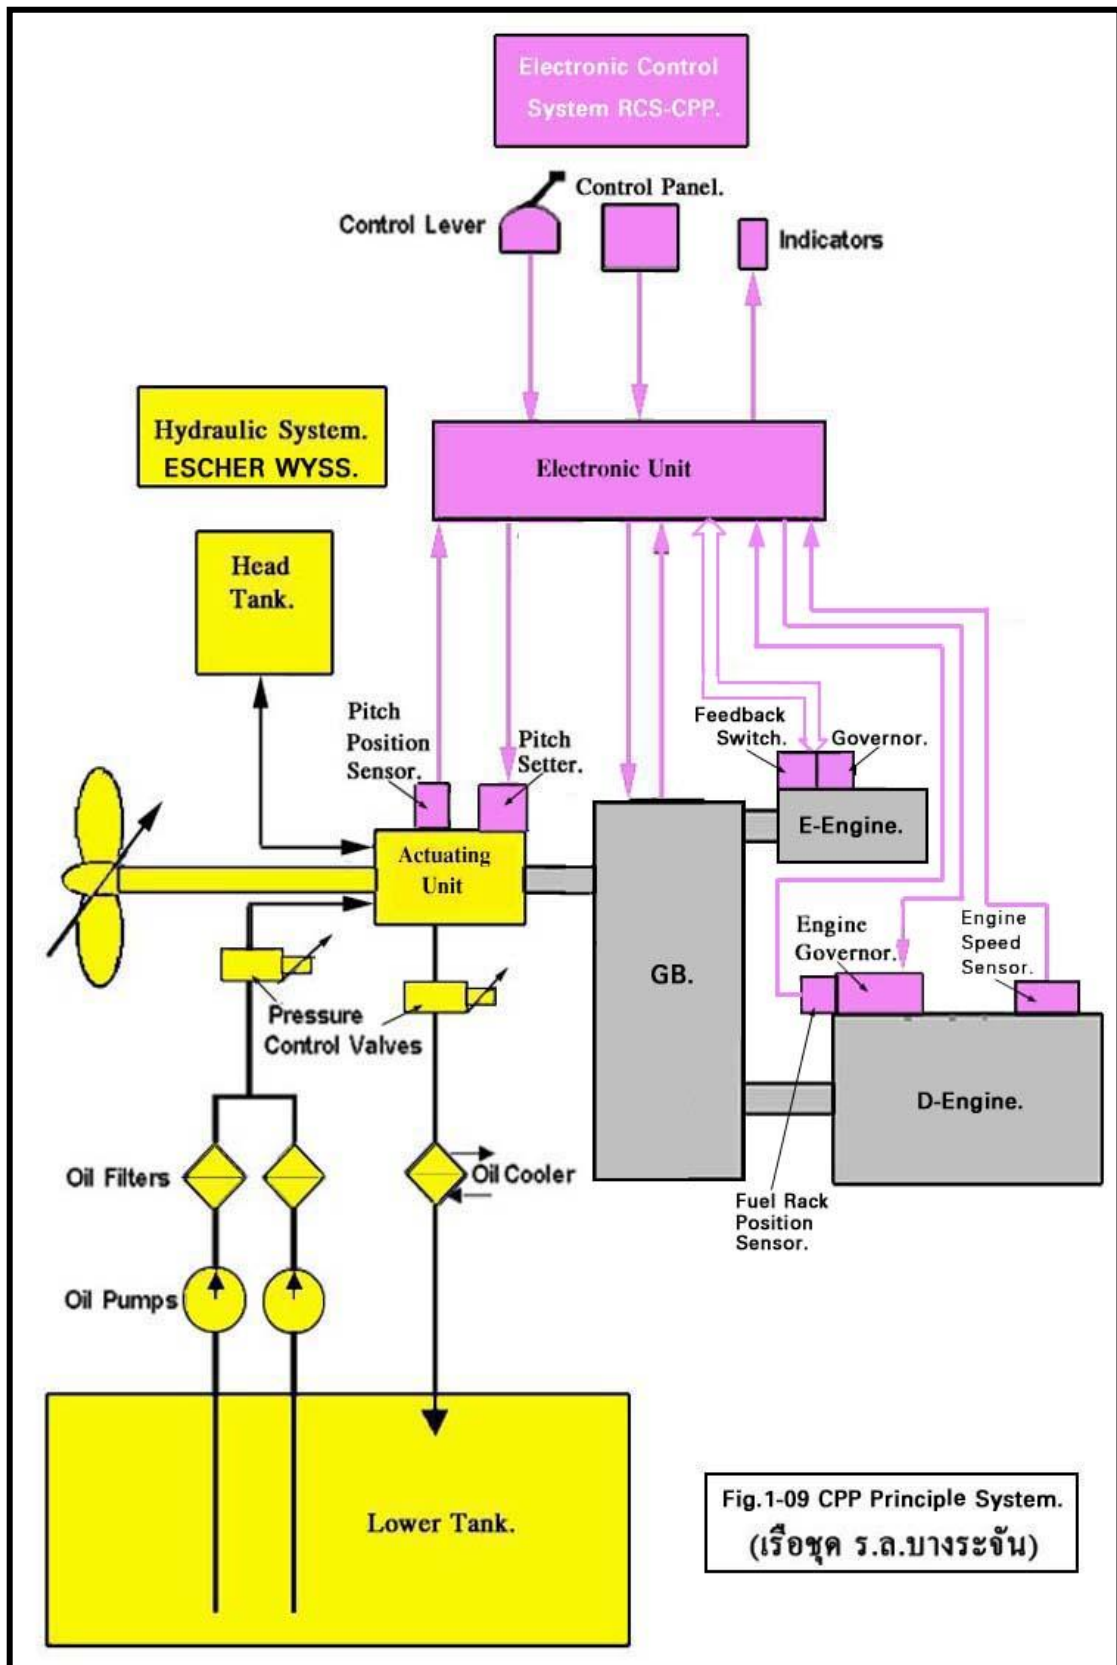 Electronic Control
System RCS-CPP.
Control Panel.
Control Lever
Indicators
Hydraulic System.
ESCHER WYSS.
Electronic Unit
Head
Tank.
Pitch
Position
Sensor.
Pitch
Setter.
Feedback
Switch.
Governor.
E-Engine.
Actuating
Unit
Engine
Governor.
Engine
Speed
Sensor.
GB.
Pressure
Control Valves
D-Engine.
Oil Filters
Oil Cooler
Fuel Rack
Position
Sensor.
Oil Pumps
Lower Tank.
Fig.1-09 CPP Principle System.
(เรือชุด ร.ล.บางระจัน)